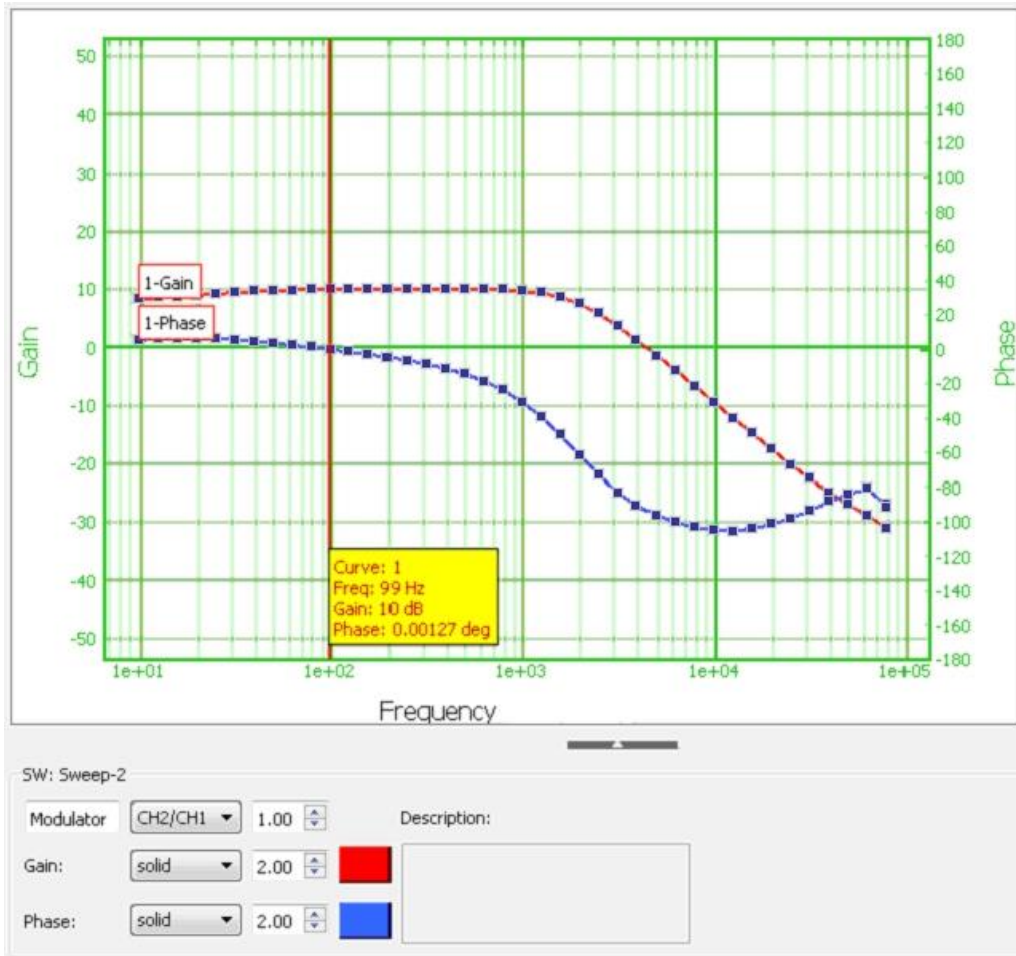 50 180
160
40 140
120
30 100
80
20 60
1-Gain
10 40
1-Phase
20
0 0
Gain
Phase
-20
-10 -40
-60
-20 -80
-100
-30 -120
Curve: 1
Freq: 99 Hz
Gain: 10 dB
Phase: 0.00127 deg
-40 -140
-160
-50 -180
1e+01 1e+02 1e+03 1e+04 1e+05
Frequency
SW: Sweep-2
Modulator CH2/CH1 1.00 Description:
Gain: solid 2.00
Phase: solid 2.00